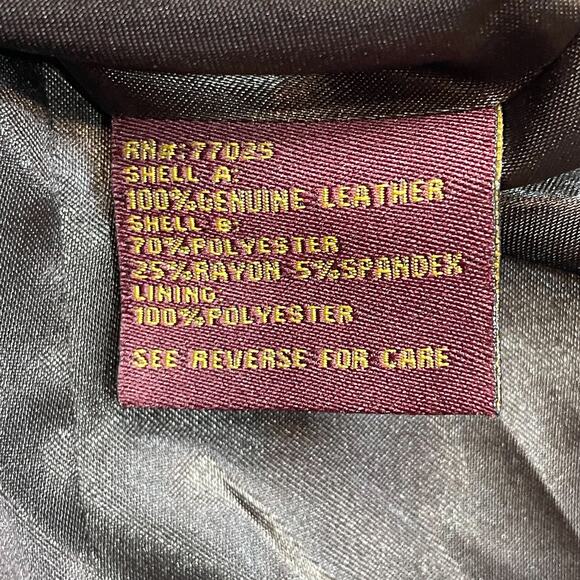 RN#:77035
SHELL A:
100%GENUINE LEATHER
SHELL B:
70%POLYESTER
25%RAYON 5%SPANDEX
LINING
100%POLYESTER
SEE REVERSE FOR CARE